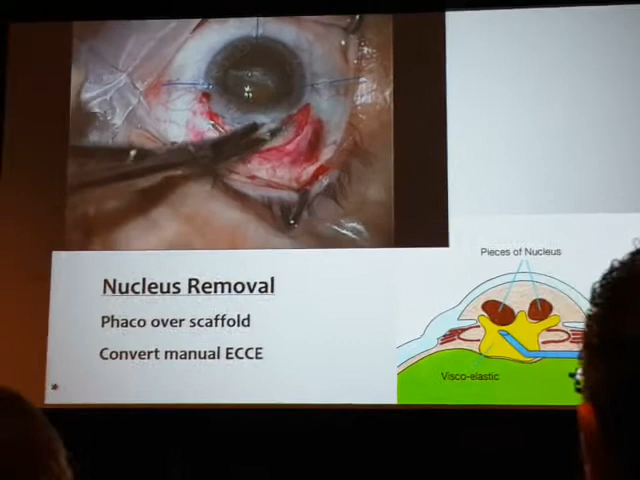 Nucleus Removal
Phaco over scaffold
Convert manual ECCE
Pieces of Nucleus
Visco-elastic